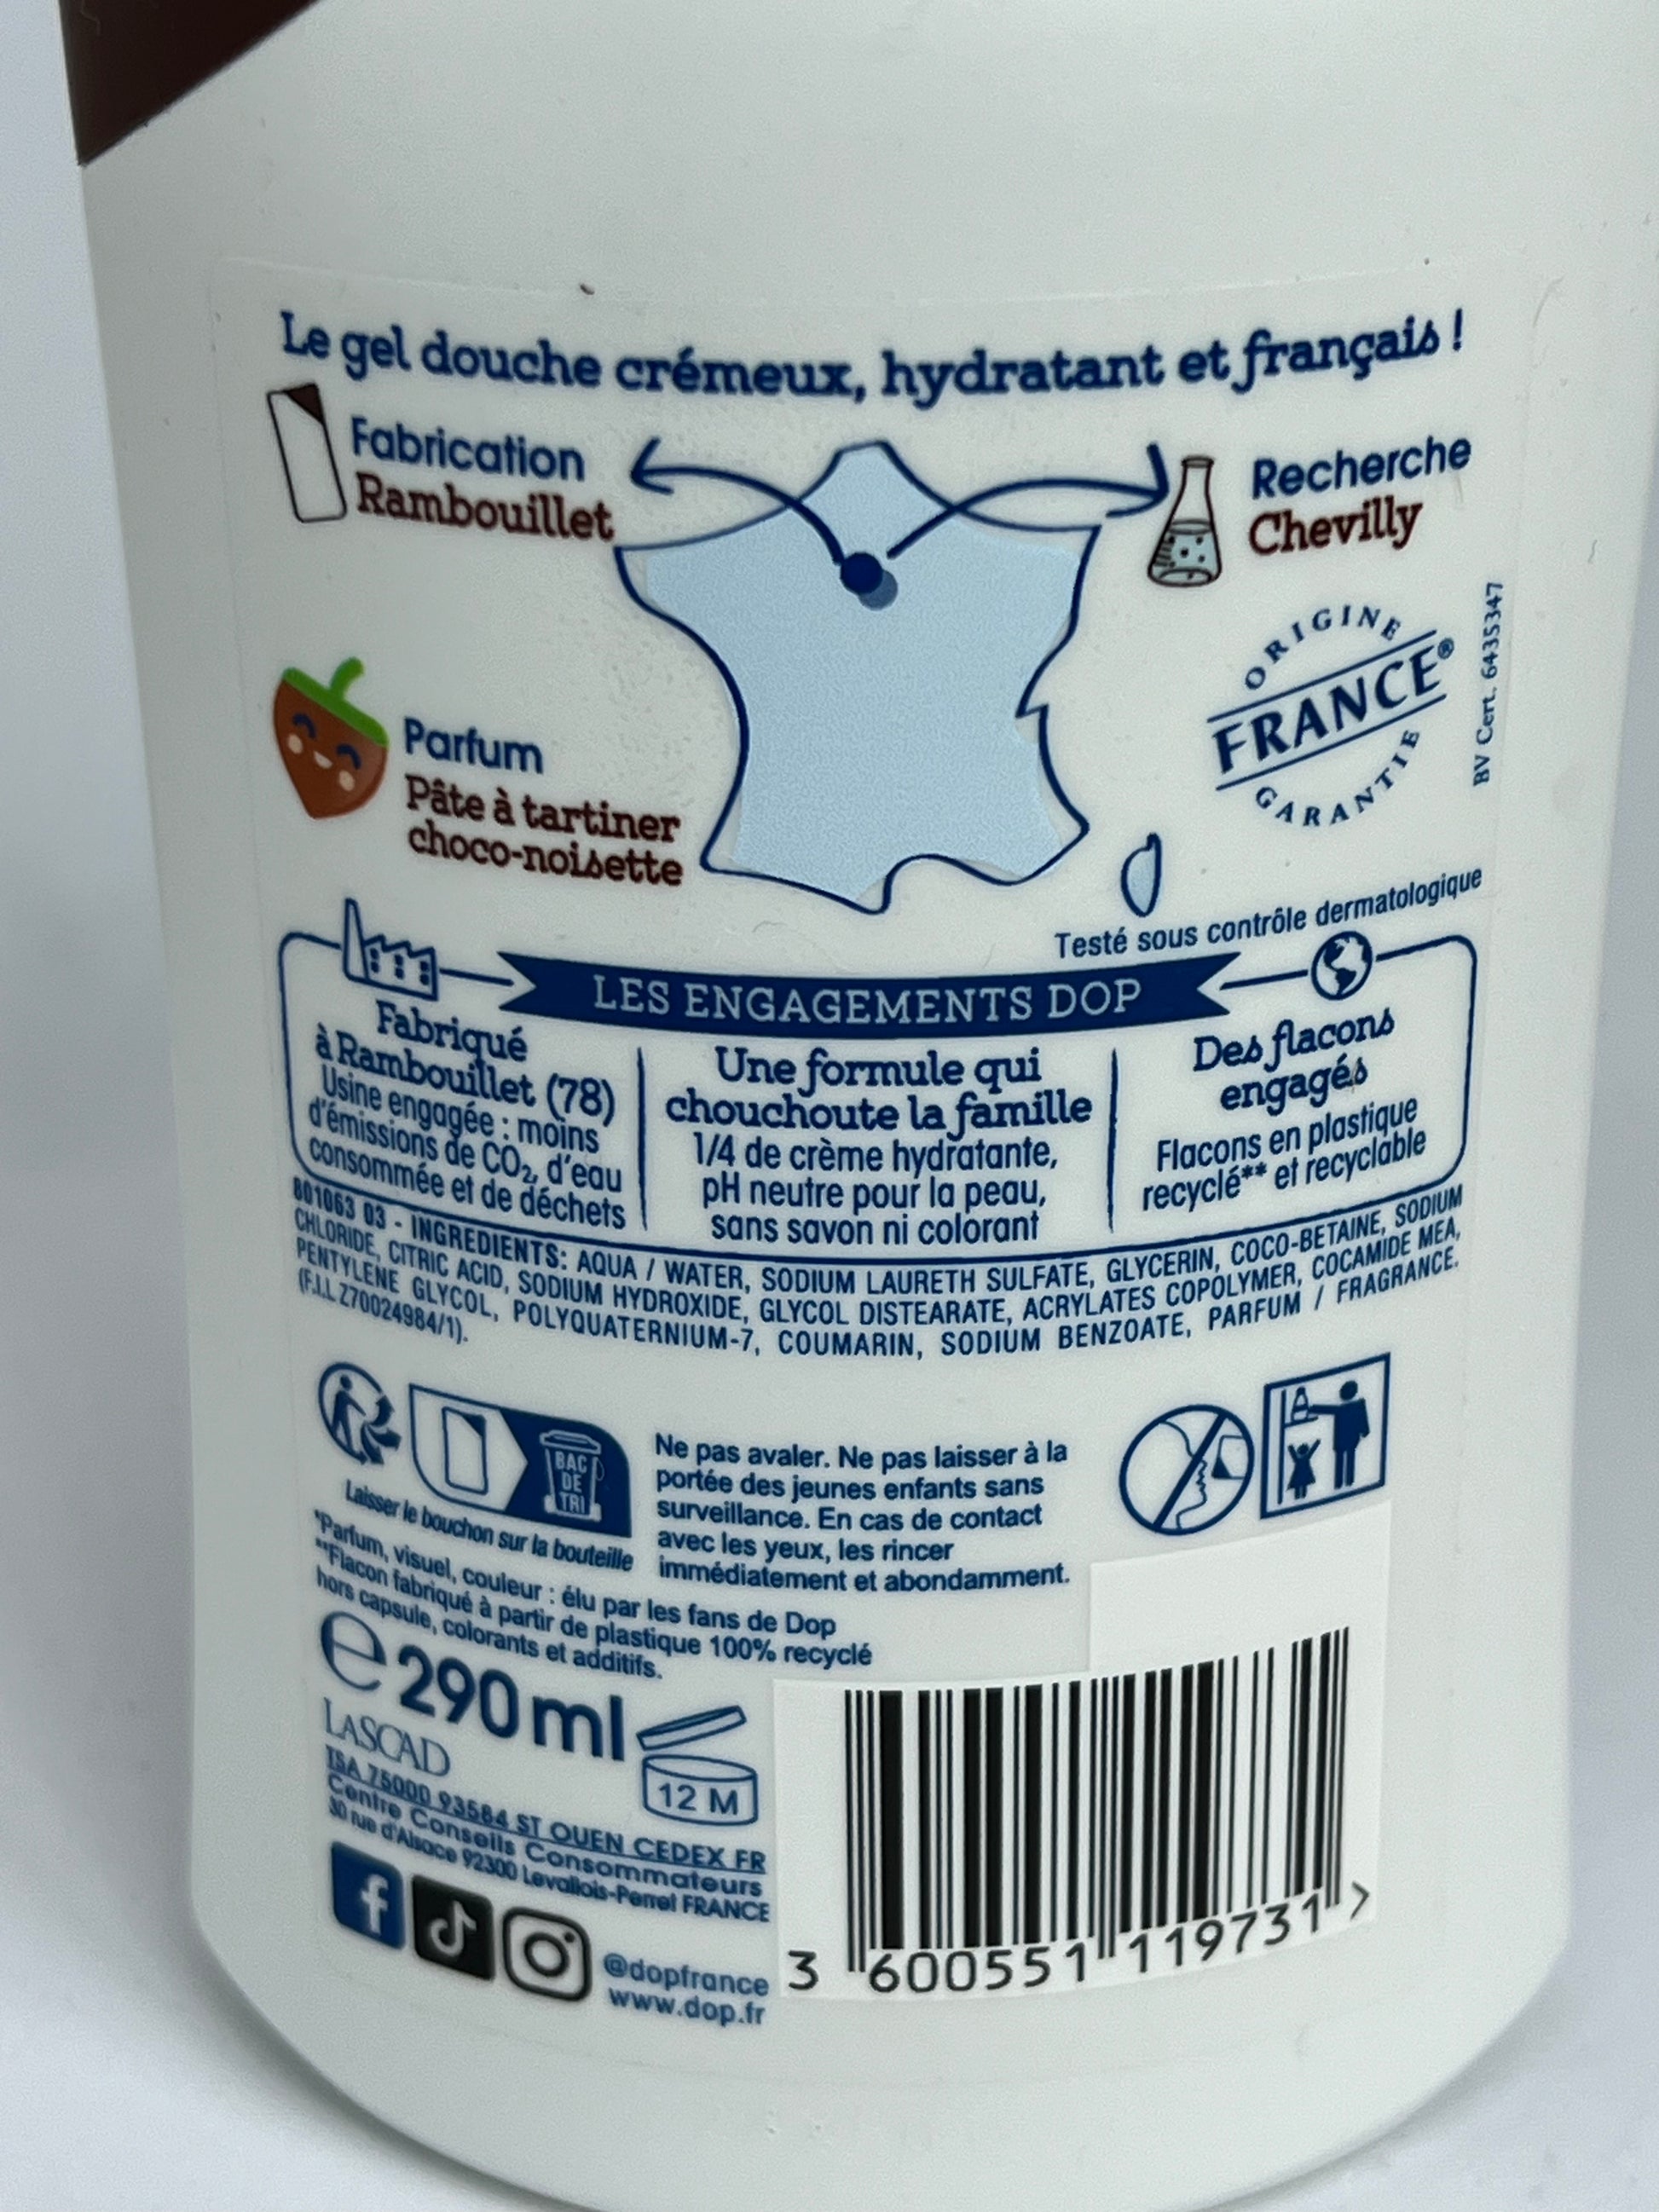 Le gel douche crémeux, hydratant et français !
Fabrication
Rambouillet
Recherche
Chevilly
ORIGINE
FRANCE®
GARANTIE
BV Cert. 6435347
Parfum
Pâte à tartiner
choco-noisette
Testé sous contrôle dermatologique
LES ENGAGEMENTS DOP
Fabriqué
à Rambouillet (78)
Usine engagée : moins
d'émissions de CO₂, d'eau
consommée et de déchets
Une formule qui
chouchoute la famille
1/4 de crème hydratante,
pH neutre pour la peau,
sans savon ni colorant
Des flacons
engagés
Flacons en plastique
recyclé** et recyclable
801063 03 - INGREDIENTS: AQUA / WATER, SODIUM LAURETH SULFATE, GLYCERIN, COCO-BETAINE, SODIUM
CHLORIDE, CITRIC ACID, SODIUM HYDROXIDE, GLYCOL DISTEARATE, ACRYLATES COPOLYMER, COCAMIDE MEA,
PENTYLENE GLYCOL, POLYQUATERNIUM-7, COUMARIN, SODIUM BENZOATE, PARFUM / FRAGRANCE.
(F.I.L. Z70024984/1).
BAC
DE
TRI
Laisser le bouchon sur la bouteille
Ne pas avaler. Ne pas laisser à la
portée des jeunes enfants sans
surveillance. En cas de contact
avec les yeux, les rincer
immédiatement et abondamment.
*Parfum, visuel, couleur : élu par les fans de Dop
**Flacon fabriqué à partir de plastique 100% recyclé
hors capsule, colorants et additifs.
e 290 ml
12 M
LASCAD
TSA 75000 93584 ST OUEN CEDEX FR
Centre Conseils Consommateurs
30 rue d'Alsace 92300 Levallois-Perret FRANCE
@dopfrance
www.dop.fr
3 600551 119731 >